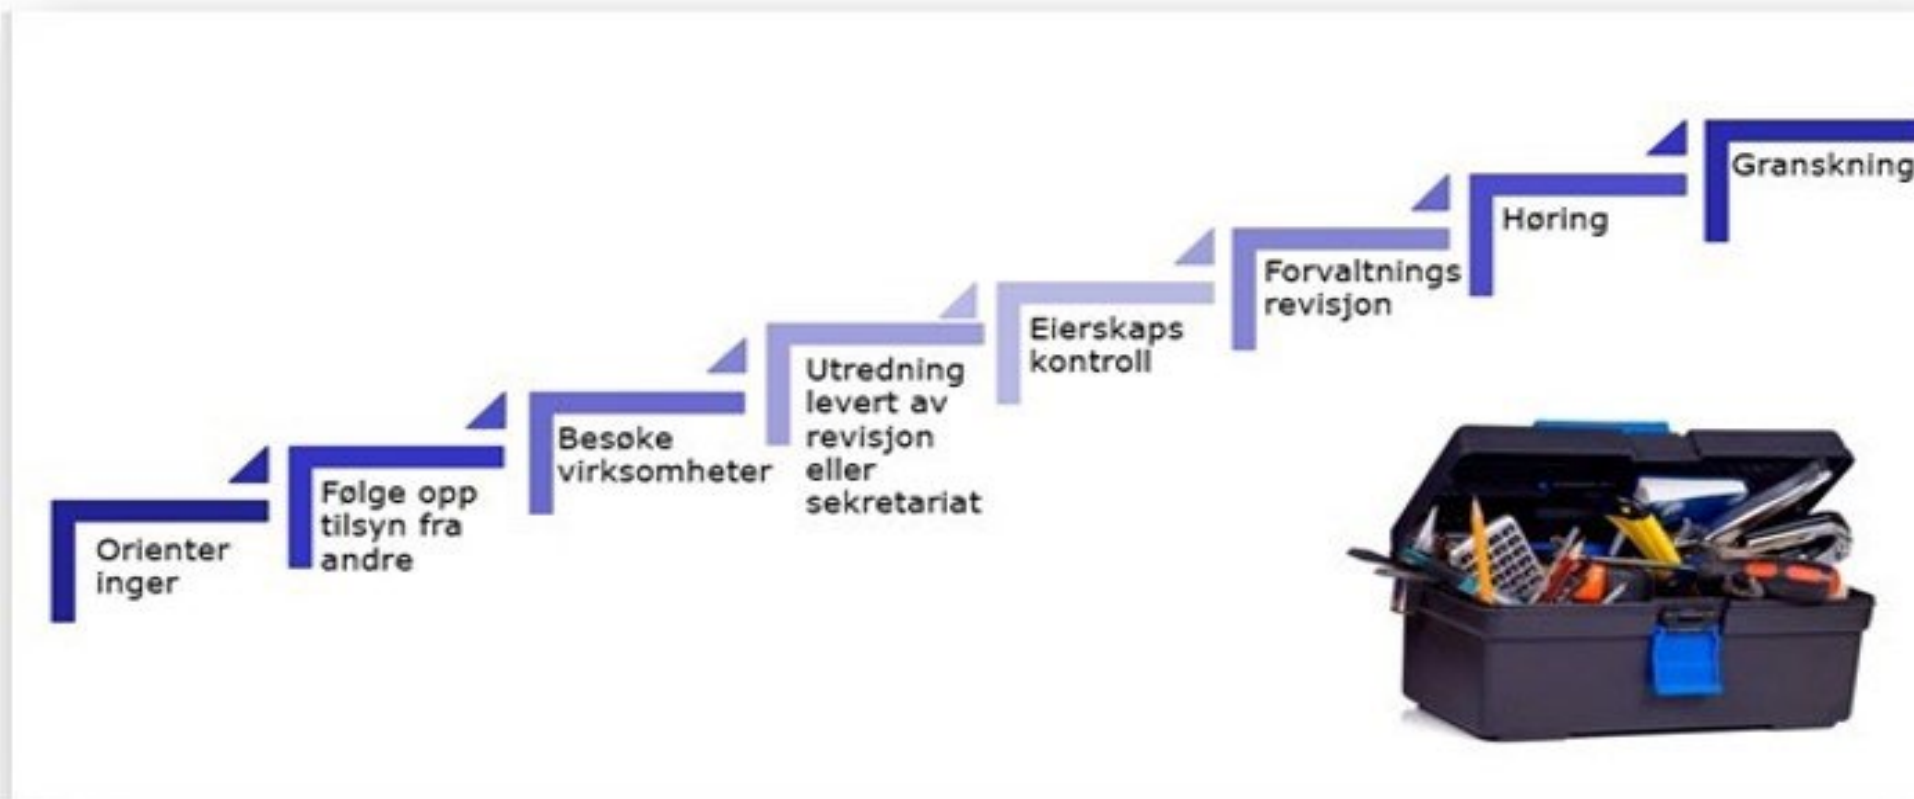 Orienter
inger
Følge opp
tilsyn fra
andre
Besøke
virksomheter
Utredning
levert av
revisjon
eller
sekretariat
Eierskaps
kontroll
Forvaltnings
revisjon
Høring
Granskning